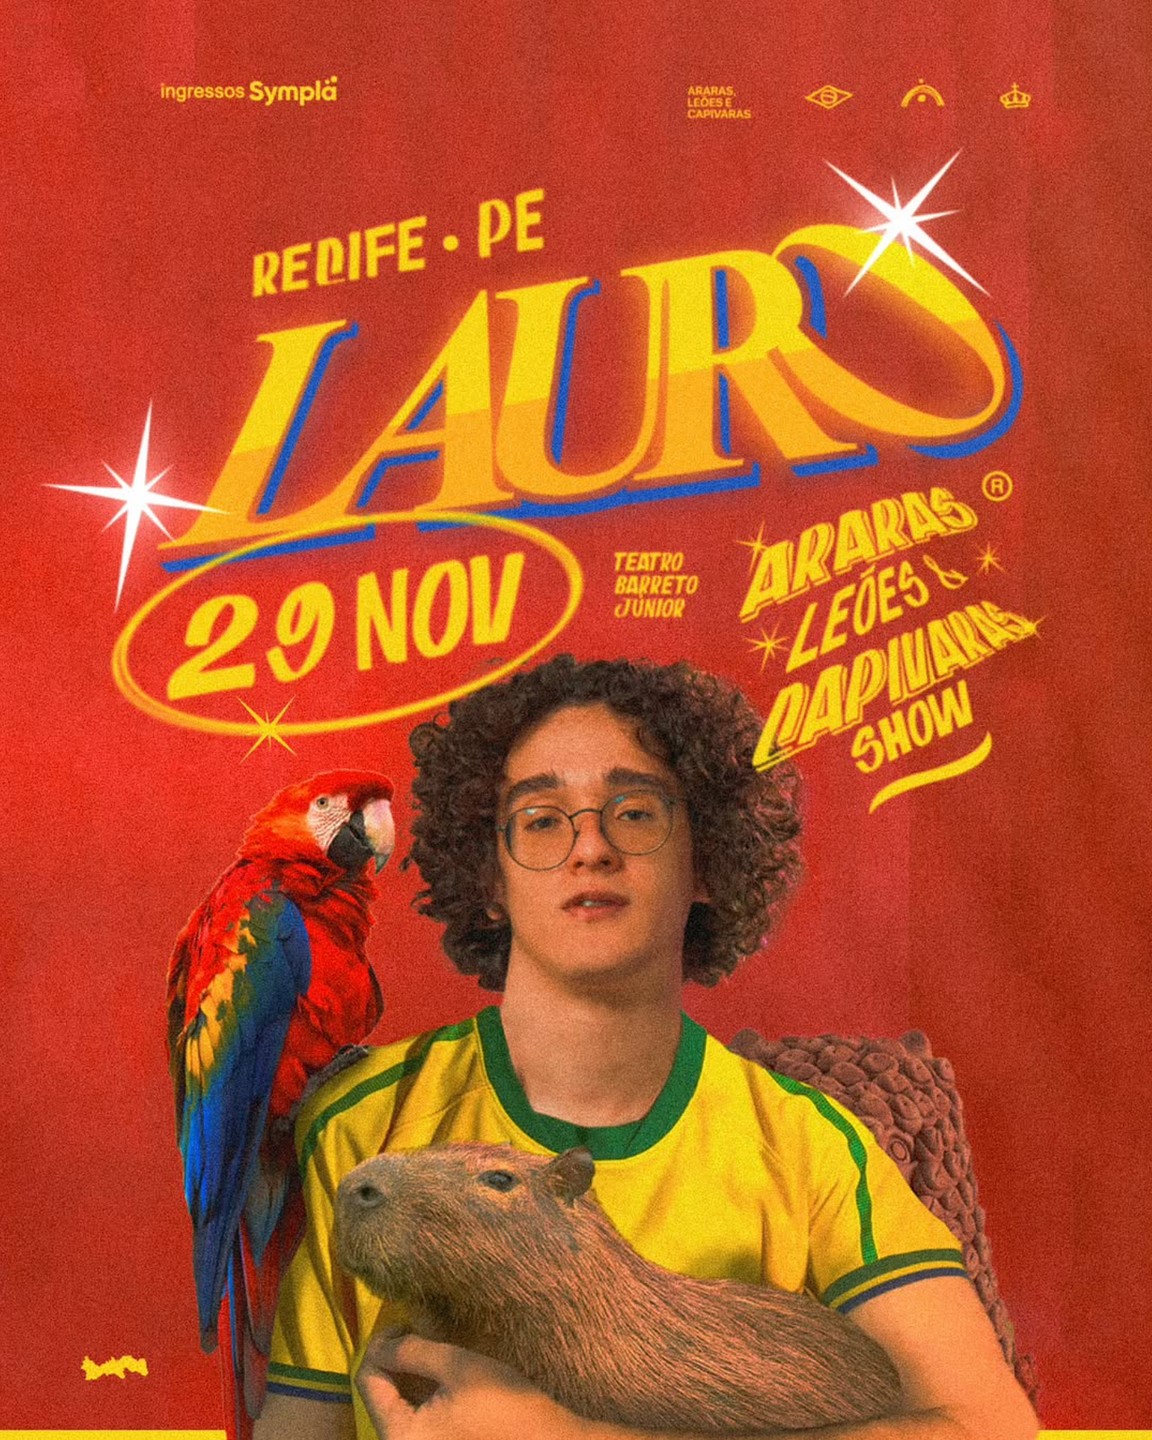 ingressos Sympla
ARARAS,
LEÕES E
CAPIVARAS
RECIFE • PE
LAURO
29 NOV
TEATRO
BARRETO
JÚNIOR
ARARAS ®
LEÕES &
CAPIVARAS
SHOW